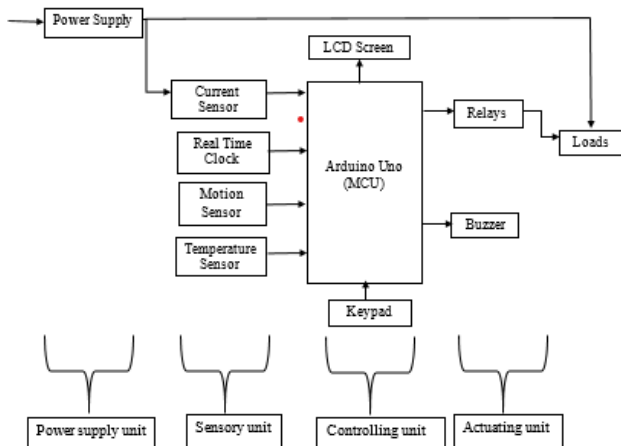 Power Supply
LCD Screen
Current
Sensor
Relays
Real Time
Clock
Arduino Uno
(MCU)
Loads
Motion
Sensor
Buzzer
Temperature
Sensor
Keypad
Power supply unit
Sensory unit
Controlling unit
Actuating unit